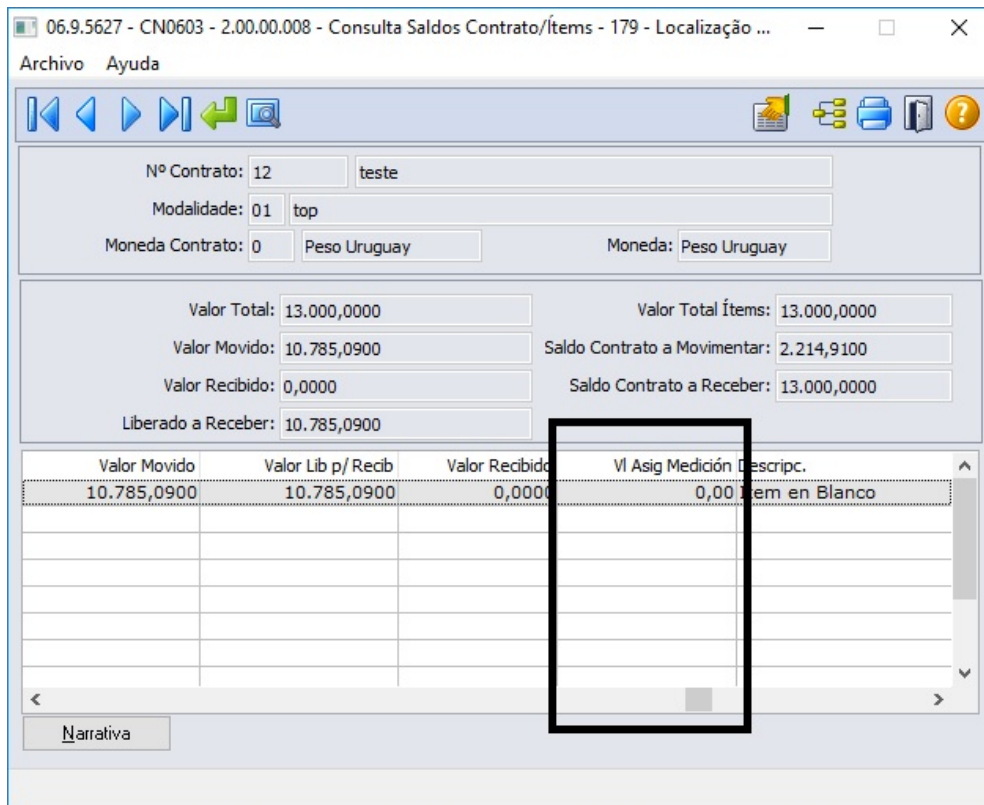 06.9.5627 - CN0603 - 2.00.00.008 - Consulta Saldos Contrato/Ítems - 179 - Localização ...
Archivo Ayuda
Nº Contrato: 12 teste
Modalidade: 01 top
Moneda Contrato: 0 Peso Uruguay Moneda: Peso Uruguay
Valor Total: 13.000,0000 Valor Total Ítems: 13.000,0000
Valor Movido: 10.785,0900 Saldo Contrato a Movimentar: 2.214,9100
Valor Recibido: 0,0000 Saldo Contrato a Receber: 13.000,0000
Liberado a Receber: 10.785,0900
Valor Movido Valor Lib p/ Recib Valor Recibido Vl Asig Medición Descripc.
10.785,0900 10.785,0900 0,0000 0,00 Item en Blanco
Narrativa